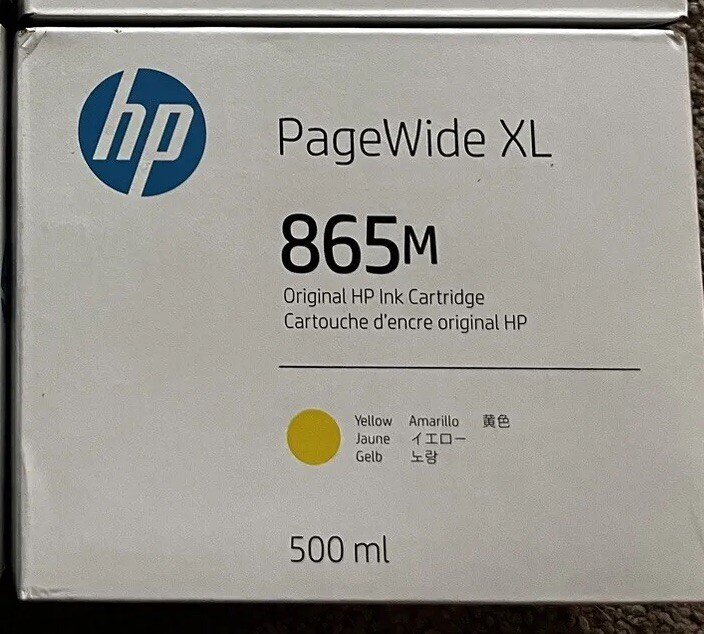 hp
PageWide XL
865M
Original HP Ink Cartridge
Cartouche d'encre original HP
Yellow Amarillo 黄色
Jaune イエロー
Gelb 노랑
500 ml